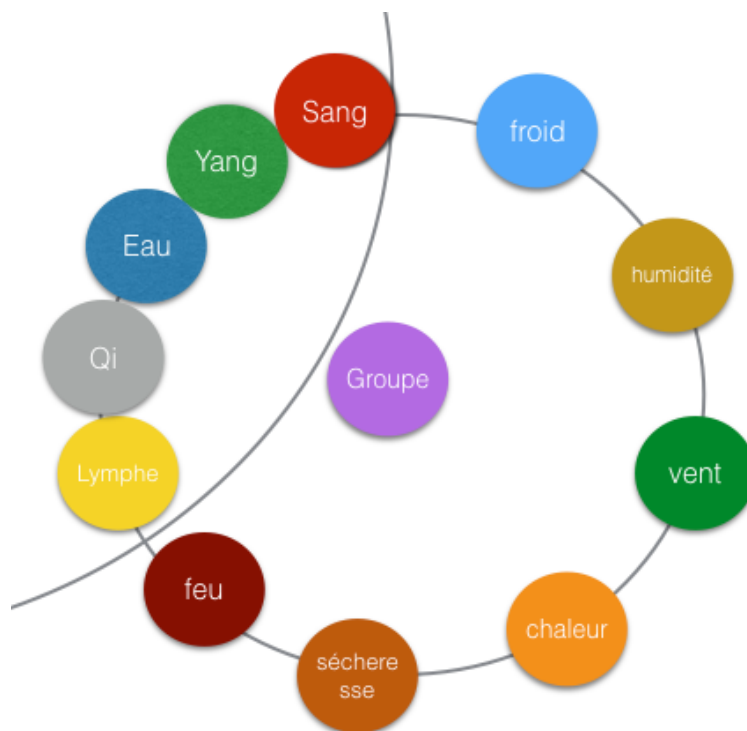 Sang
froid
Yang
Eau
humidité
Qi
Groupe
Lymphe
vent
feu
chaleur
séchere
sse